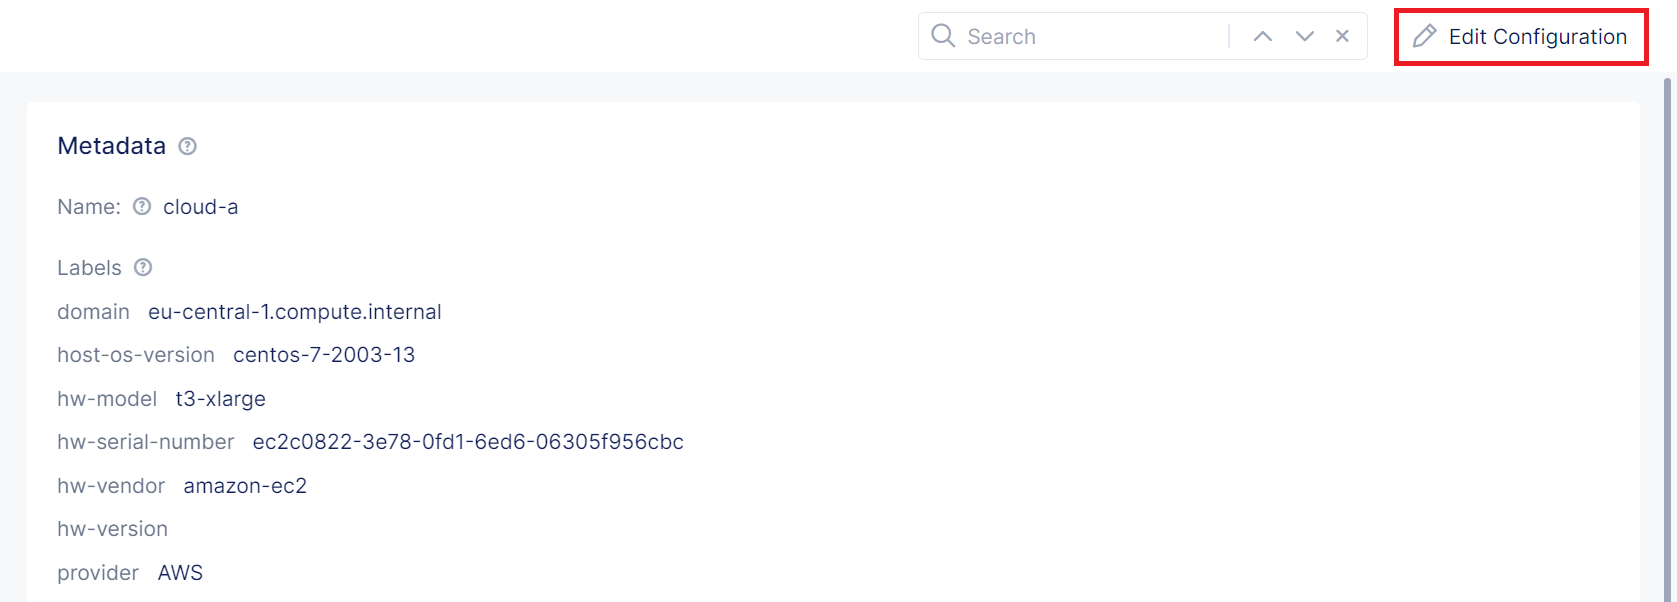 Search
Edit Configuration
Metadata
Name: cloud-a
Labels
domain eu-central-1.compute.internal
host-os-version centos-7-2003-13
hw-model t3-xlarge
hw-serial-number ec2c0822-3e78-0fd1-6ed6-06305f956cbc
hw-vendor amazon-ec2
hw-version
provider AWS